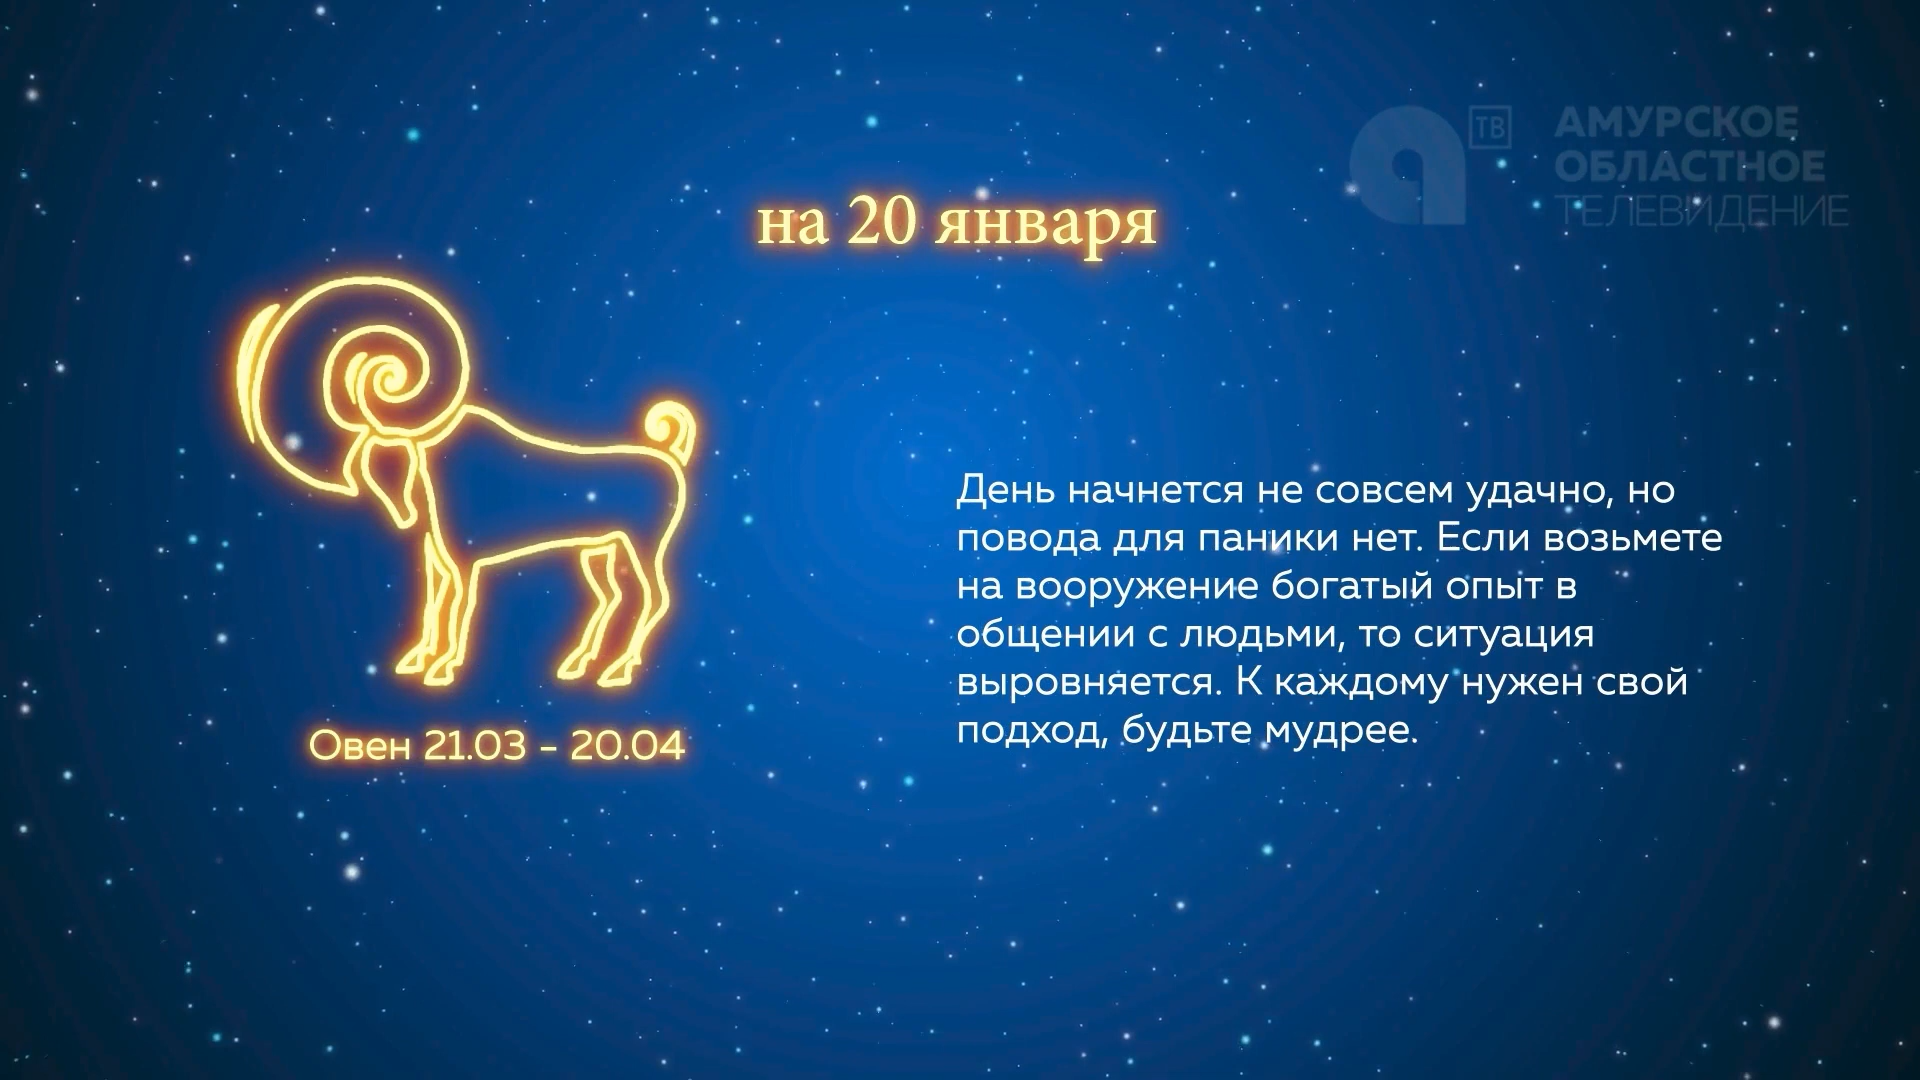 ТВ
АМУРСКОЕ
ОБЛАСТНОЕ
ТЕЛЕВИДЕНИЕ
на 20 января
День начнется не совсем удачно, но
повода для паники нет. Если возьмете
на вооружение богатый опыт в
общении с людьми, то ситуация
выровняется. К каждому нужен свой
подход, будьте мудрее.
Овен 21.03 - 20.04